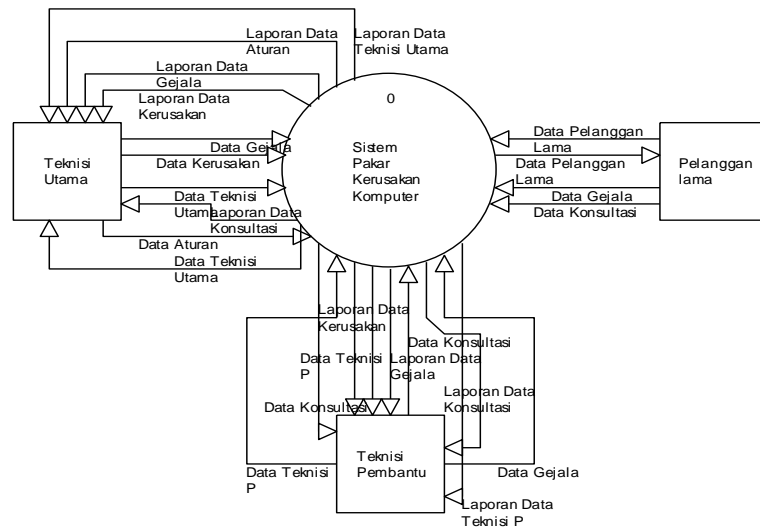 Laporan Data
Aturan
Laporan Data
Teknisi Utama
Laporan Data
Gejala
Laporan Data
Kerusakan
0
Teknisi
Utama
Data Gejala
Data Kerusakan
Sistem
Pakar
Kerusakan
Komputer
Data Pelanggan
Lama
Data Pelanggan
Lama
Data Gejala
Data Konsultasi
Pelanggan
lama
Data Teknisi
Utama
Laporan Data
Konsultasi
Data Aturan
Data Teknisi
Utama
Laporan Data
Kerusakan
Data Konsultasi
Data Teknisi
P
Laporan Data
Gejala
Laporan Data
Konsultasi
Data Konsultasi
Teknisi
Pembantu
Data Teknisi
P
Data Gejala
Laporan Data
Teknisi P